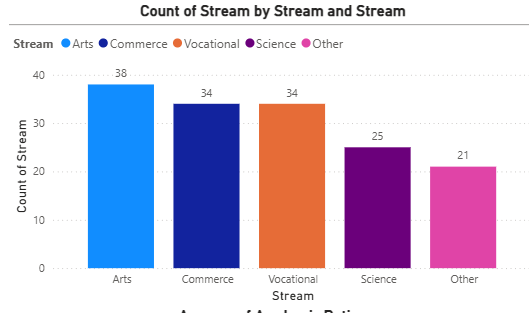 Count of Stream by Stream and Stream
Stream Arts Commerce Vocational Science Other
Count of Stream
40
30
20
10
0
38
34
34
25
21
Arts Commerce Vocational Science Other
Stream